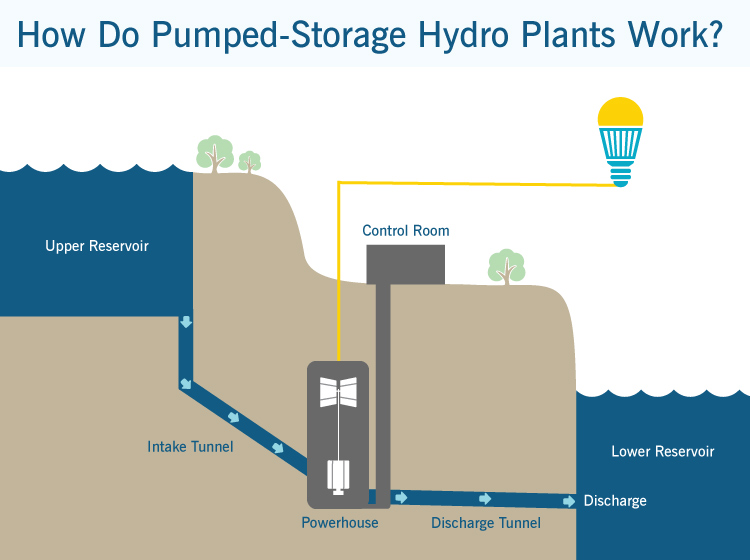 How Do Pumped-Storage Hydro Plants Work?
Control Room
Upper Reservoir
Intake Tunnel
Lower Reservoir
Discharge
Powerhouse
Discharge Tunnel